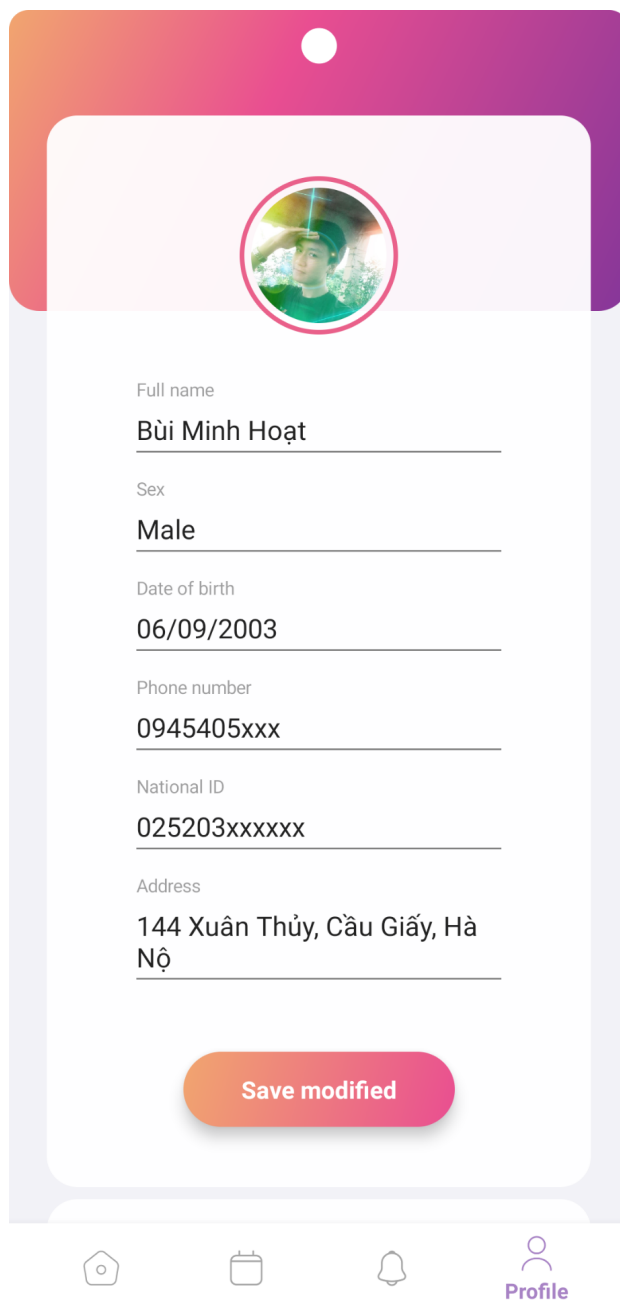 Full name
Bùi Minh Hoạt
Sex
Male
Date of birth
06/09/2003
Phone number
0945405xxx
National ID
025203xxxxxx
Address
144 Xuân Thủy, Cầu Giấy, Hà
Nộ
Save modified
Profile